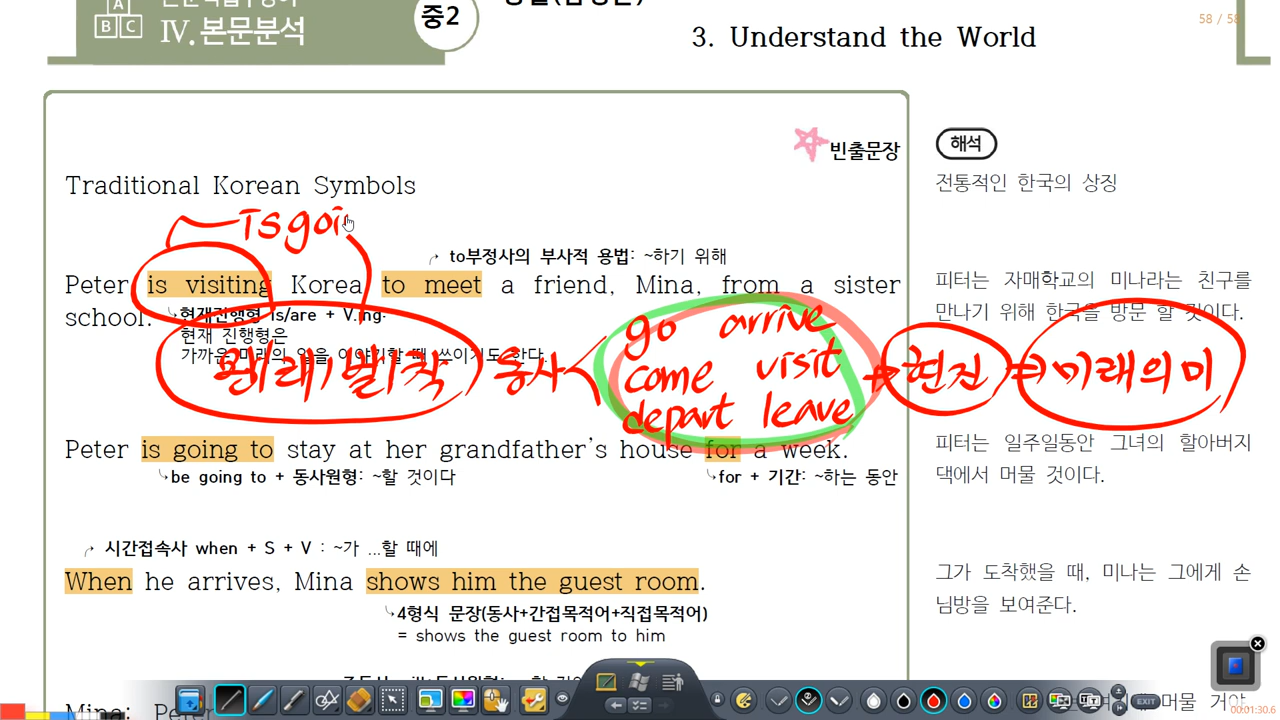 A
B C
Ⅳ. 본문분석
중2
3. Understand the World
58 / 58
빈출문장
해석
Traditional Korean Symbols
전통적인 한국의 상징
is goi
to부정사의 부사적 용법: ~하기 위해
Peter is visiting Korea to meet a friend, Mina, from a sister
school.
피터는 자매학교의 미나라는 친구를
만나기 위해 한국을 방문 할 것이다.
현재진행형 is/are + V.ing:
현재 진행형은
가까운 미래의 일을 이야기할 때 쓰이기도 한다.
왕/래/발/착 동사
go arrive
come visit
depart leave
→ 현진 ⇒ 미래의미
Peter is going to stay at her grandfather's house for a week.
be going to + 동사원형: ~할 것이다
for + 기간: ~하는 동안
피터는 일주일동안 그녀의 할아버지
댁에서 머물 것이다.
시간접속사 when + S + V : ~가 ...할 때에
When he arrives, Mina shows him the guest room.
4형식 문장(동사+간접목적어+직접목적어)
= shows the guest room to him
그가 도착했을 때, 미나는 그에게 손
님방을 보여준다.
Mina: Peter
머물 거야
EXIT
00:01:30.6